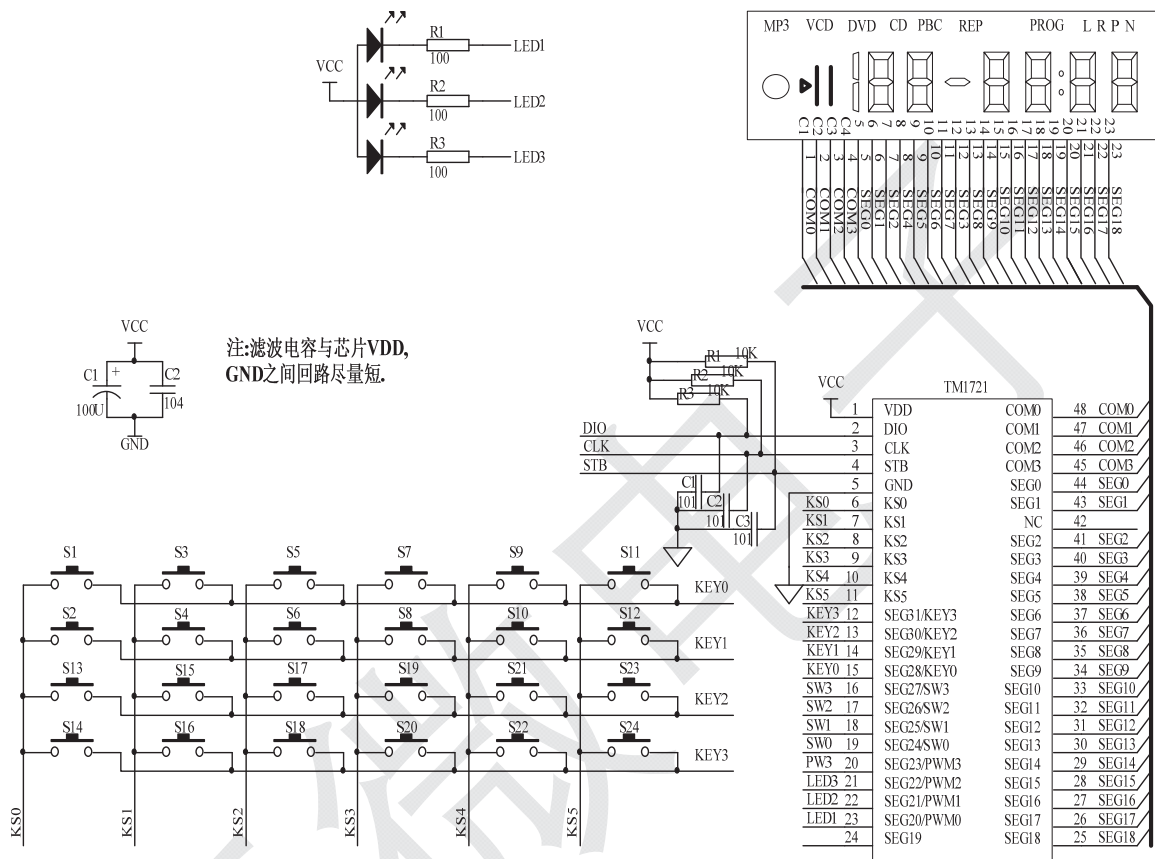 MP3 VCD DVD CD PBC REP PROG L R P N
C1 C2 C3 C4 5 6 7 8 9 10 11 12 13 14 15 16 17 18 19 20 21 22 23
1 2 3 4 5 6 7 8 9 10 11 12 13 14 15 16 17 18 19 20 21 22 23
COM0 COM1 COM2 COM3 SEG0 SEG1 SEG2 SEG4 SEG5 SEG6 SEG7 SEG3 SEG8 SEG9 SEG10 SEG11 SEG12 SEG13 SEG14 SEG15 SEG16 SEG17 SEG18
VCC
R1
100
LED1
R2
100
LED2
R3
100
LED3
VCC
C1 + C2
100U 104
GND
注:滤波电容与芯片VDD,
GND之间回路尽量短.
VCC
R1 10K
R2 10K
R3 10K
DIO
CLK
STB
C1
101
C2
101
C3
101
VCC
TM1721
1 VDD COM0 48 COM0
2 DIO COM1 47 COM1
3 CLK COM2 46 COM2
4 STB COM3 45 COM3
5 GND SEG0 44 SEG0
KS0 6 KS0 SEG1 43 SEG1
KS1 7 KS1 NC 42
KS2 8 KS2 SEG2 41 SEG2
KS3 9 KS3 SEG3 40 SEG3
KS4 10 KS4 SEG4 39 SEG4
KS5 11 KS5 SEG5 38 SEG5
KEY3 12 SEG31/KEY3 SEG6 37 SEG6
KEY2 13 SEG30/KEY2 SEG7 36 SEG7
KEY1 14 SEG29/KEY1 SEG8 35 SEG8
KEY0 15 SEG28/KEY0 SEG9 34 SEG9
SW3 16 SEG27/SW3 SEG10 33 SEG10
SW2 17 SEG26/SW2 SEG11 32 SEG11
SW1 18 SEG25/SW1 SEG12 31 SEG12
SW0 19 SEG24/SW0 SEG13 30 SEG13
PW3 20 SEG23/PWM3 SEG14 29 SEG14
LED3 21 SEG22/PWM2 SEG15 28 SEG15
LED2 22 SEG21/PWM1 SEG16 27 SEG16
LED1 23 SEG20/PWM0 SEG17 26 SEG17
24 SEG19 SEG18 25 SEG18
S1 S3 S5 S7 S9 S11
KEY0
S2 S4 S6 S8 S10 S12
KEY1
S13 S15 S17 S19 S21 S23
KEY2
S14 S16 S18 S20 S22 S24
KEY3
KS0 KS1 KS2 KS3 KS4 KS5
微电子